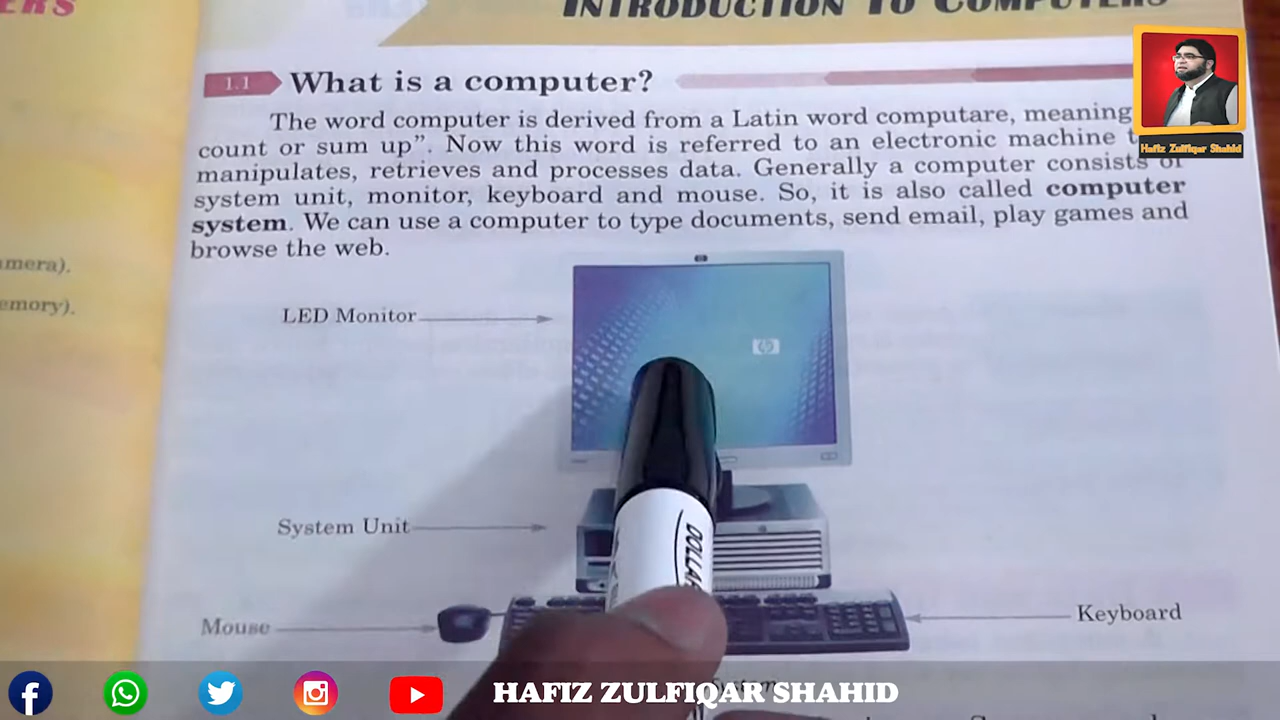 ERS
INTRODUCTION TO COMPUTERS
1.1 What is a computer?
The word computer is derived from a Latin word computare, meaning
count or sum up". Now this word is referred to an electronic machine
manipulates, retrieves and processes data. Generally a computer consists of
system unit, monitor, keyboard and mouse. So, it is also called computer
system. We can use a computer to type documents, send email, play games and
browse the web.
Hafiz Zulfiqar Shahid
amera).
emory).
LED Monitor
hp
System Unit
DOLLAR
Mouse
Keyboard
HAFIZ ZULFIQAR SHAHID